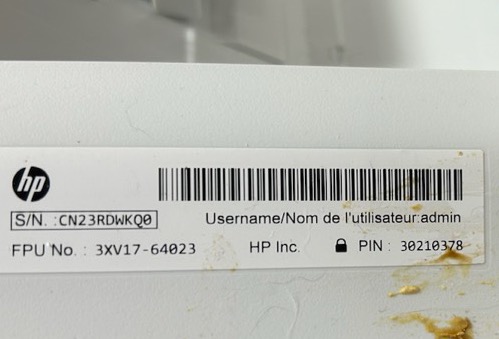 hp
S/N.:CN23RDWKQ0 Username/Nom de l'utilisateur:admin
FPU No.: 3XV17-64023 HP Inc. PIN: 30210378